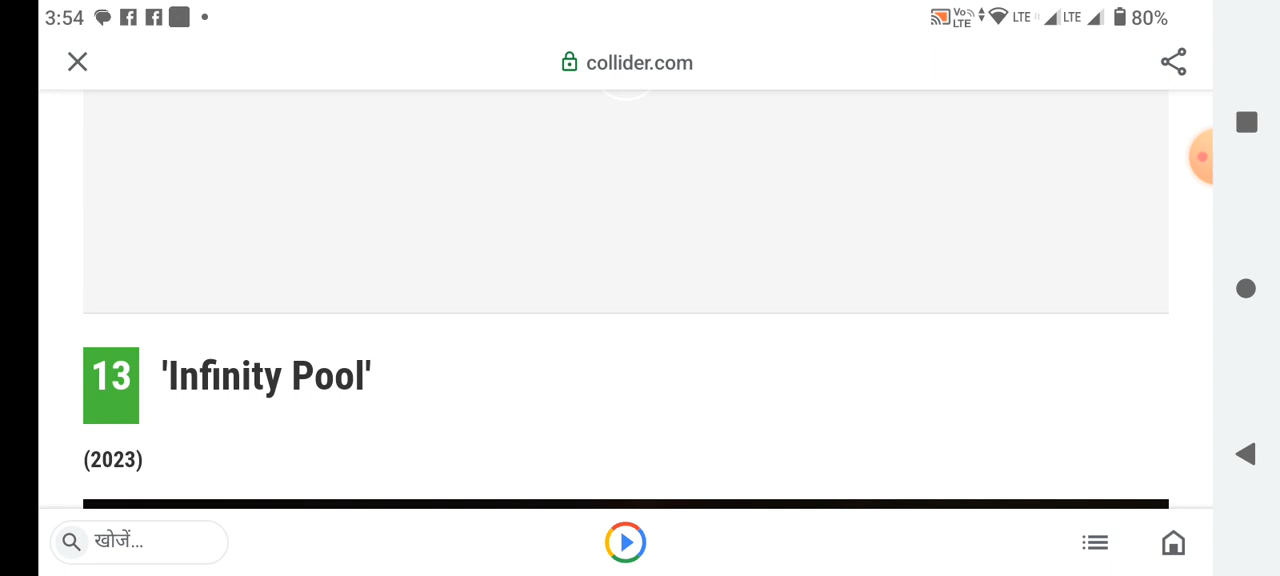 3:54 Vo LTE LTE LTE 80%
collider.com
13 'Infinity Pool'
(2023)
खोजें...